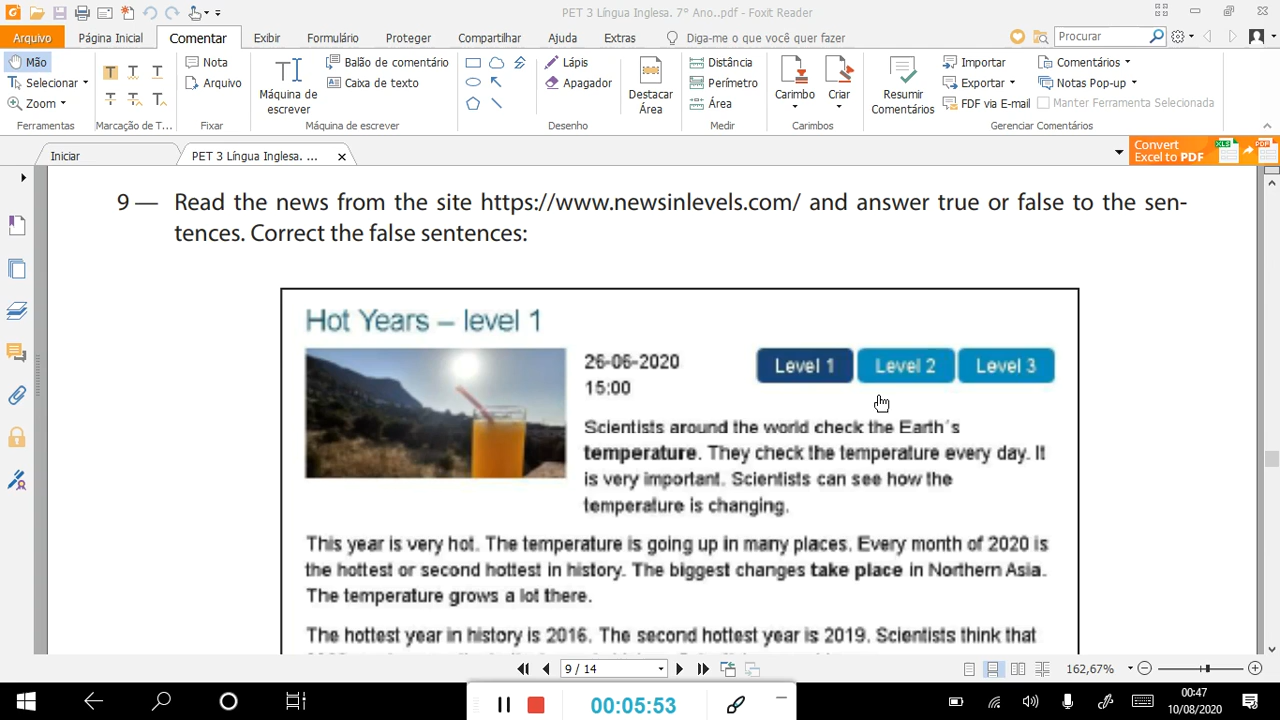 PET 3 Língua Inglesa. 7° Ano..pdf - Foxit Reader
Arquivo Página Inicial Comentar Exibir Formulário Proteger Compartilhar Ajuda Extras Diga-me o que você quer fazer Procurar
Mão Nota Balão de comentário Lápis Distância Importar Comentários
Selecionar Arquivo Caixa de texto Apagador Perímetro Exportar Notas Pop-up
Zoom Máquina de escrever Destacar Área Área Carimbo Criar Resumir Comentários FDF via E-mail Manter Ferramenta Selecionada
Ferramentas Marcação de T... Fixar Máquina de escrever Desenho Medir Carimbos Gerenciar Comentários
Iniciar PET 3 Língua Inglesa. ... Convert
Excel to PDF XLS PDF
9 — Read the news from the site https://www.newsinlevels.com/ and answer true or false to the sen-
tences. Correct the false sentences:
Hot Years – level 1
26-06-2020 Level 1 Level 2 Level 3
15:00
Scientists around the world check the Earth´s
temperature. They check the temperature every day. It
is very important. Scientists can see how the
temperature is changing.
This year is very hot. The temperature is going up in many places. Every month of 2020 is
the hottest or second hottest in history. The biggest changes take place in Northern Asia.
The temperature grows a lot there.
The hottest year in history is 2016. The second hottest year is 2019. Scientists think that
9 / 14 162,67%
00:05:53
00:47
10/08/2020